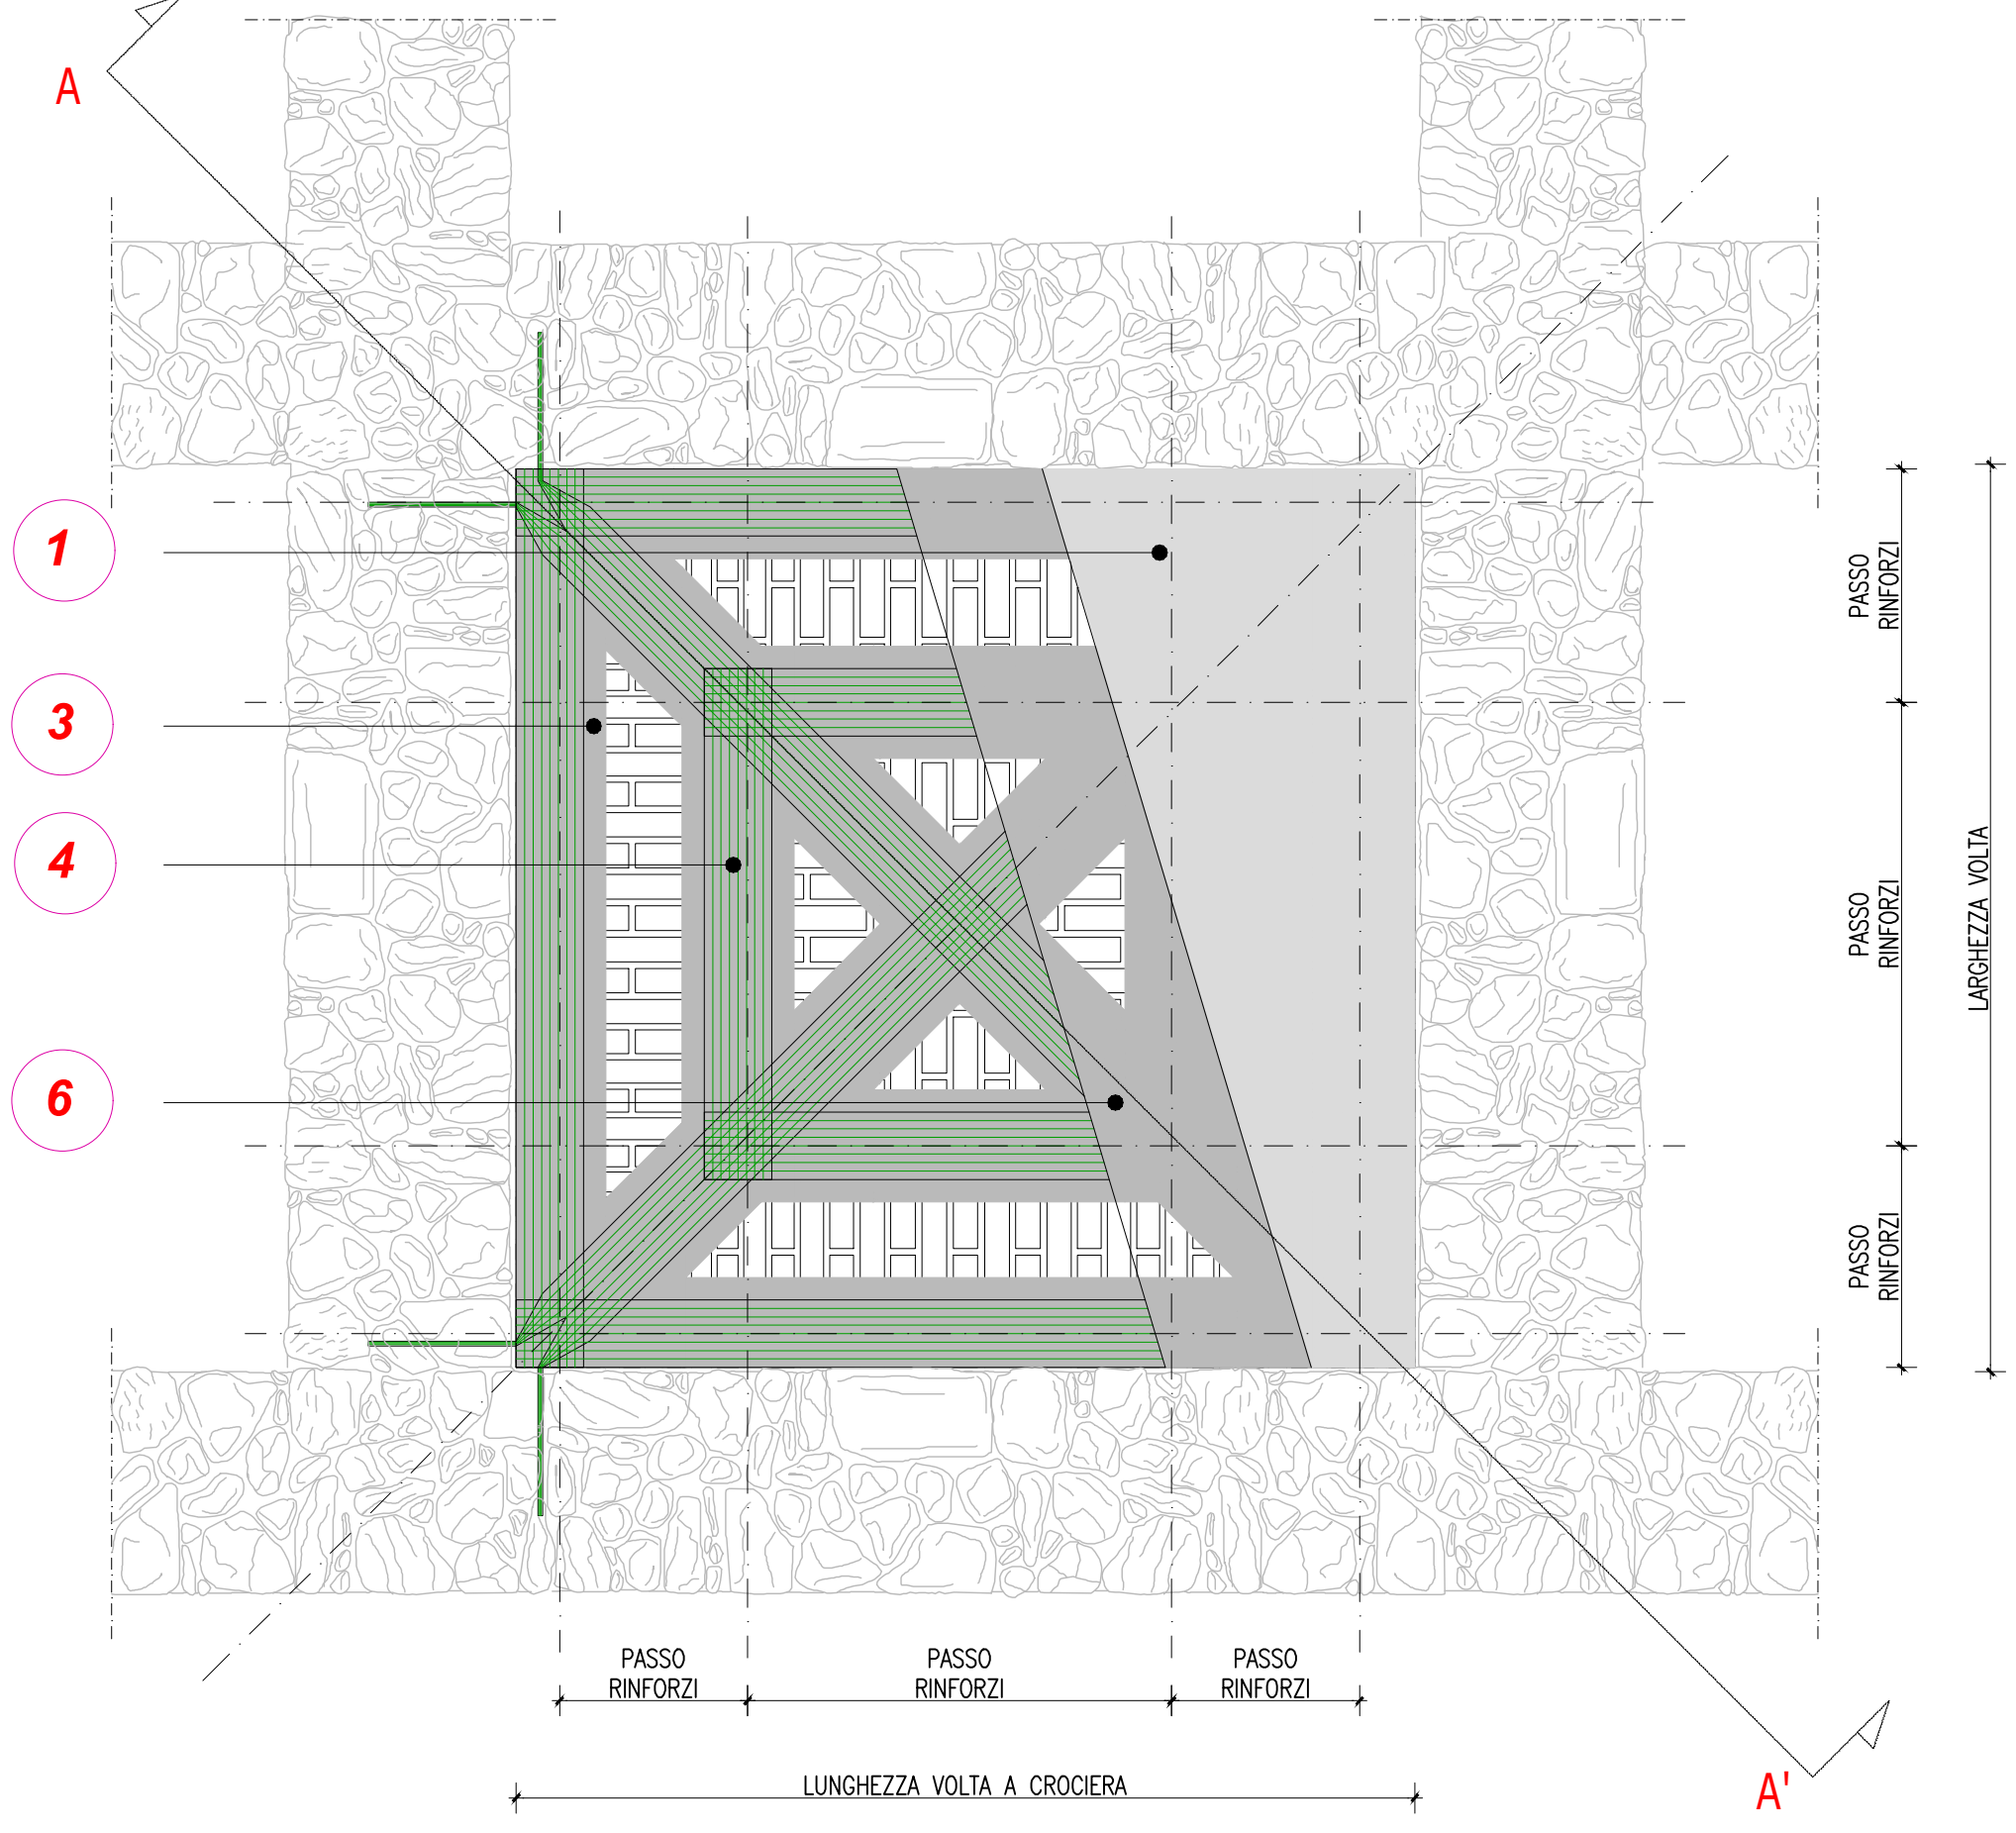 A
1
3
4
6
PASSO
RINFORZI
PASSO
RINFORZI
PASSO
RINFORZI
LARGHEZZA VOLTA
PASSO
RINFORZI
PASSO
RINFORZI
PASSO
RINFORZI
LUNGHEZZA VOLTA A CROCIERA
A'